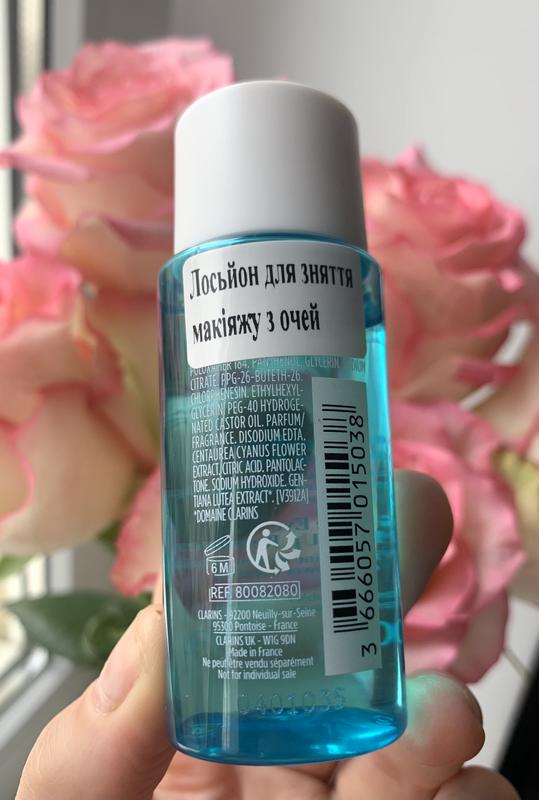 Лосьйон для зняття
макіяжу з очей
POLOXAMER 184, PANTHENOL, GLYCERIN,
CITRATE, PPG-26-BUTETH-26,
CHLORPHENESIN, ETHYLHEXYL-
GLYCERIN, PEG-40 HYDROGE-
NATED CASTOR OIL, PARFUM/
FRAGRANCE, DISODIUM EDTA,
CENTAUREA CYANUS FLOWER
EXTRACT, CITRIC ACID, PANTOLAC-
TONE, SODIUM HYDROXIDE, GEN-
TIANA LUTEA EXTRACT*. [V3912A]
*DOMAINE CLARINS
6 M
REF. 80082080
CLARINS - 92200 Neuilly-sur-Seine
95300 Pontoise - France
CLARINS UK - W1G 9DN
Made in France
Ne peut être vendu séparément
Not for individual sale
3 666057 015038